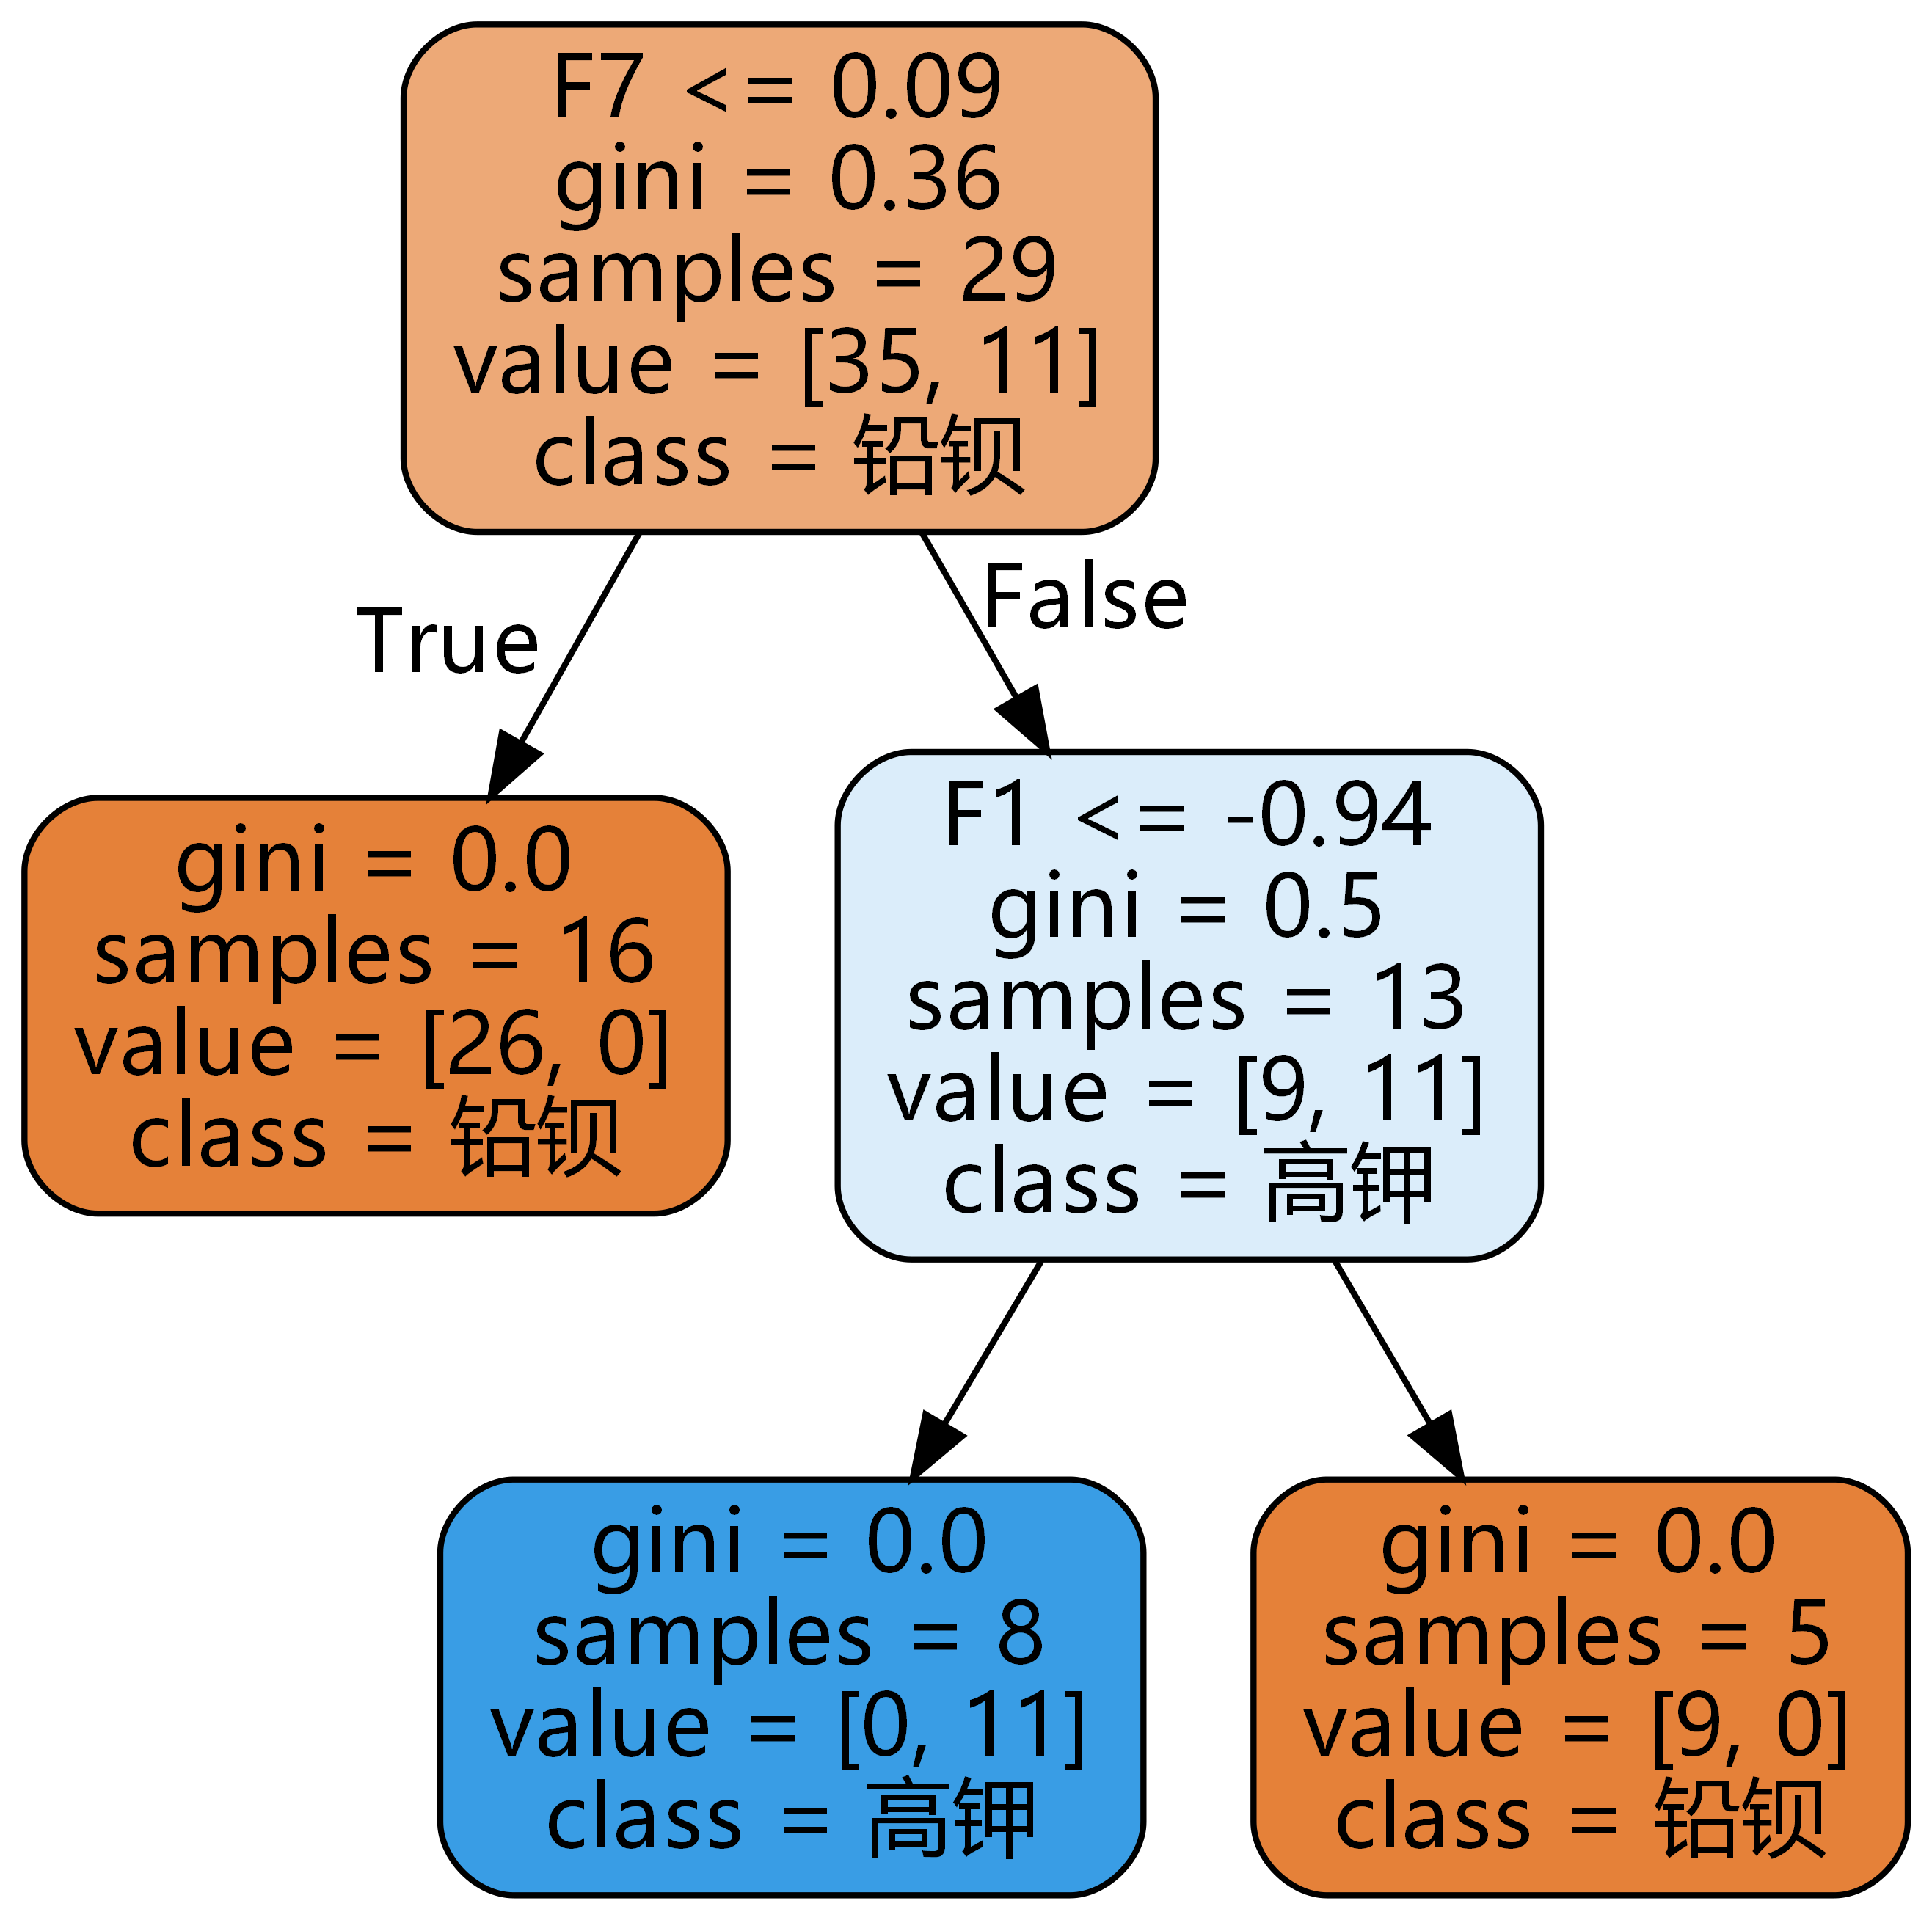 F7 <= 0.09
gini = 0.36
samples = 29
value = [35, 11]
class = 铅钡
True
False
gini = 0.0
samples = 16
value = [26, 0]
class = 铅钡
F1 <= -0.94
gini = 0.5
samples = 13
value = [9, 11]
class = 高钾
gini = 0.0
samples = 8
value = [0, 11]
class = 高钾
gini = 0.0
samples = 5
value = [9, 0]
class = 铅钡